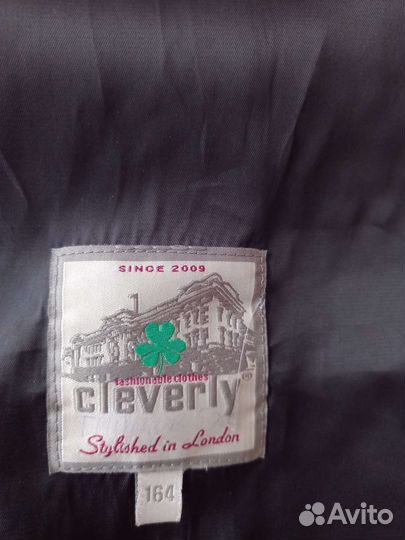 SINCE 2009
fashionable clothes
cleverly®
Stylished in London
164
Avito